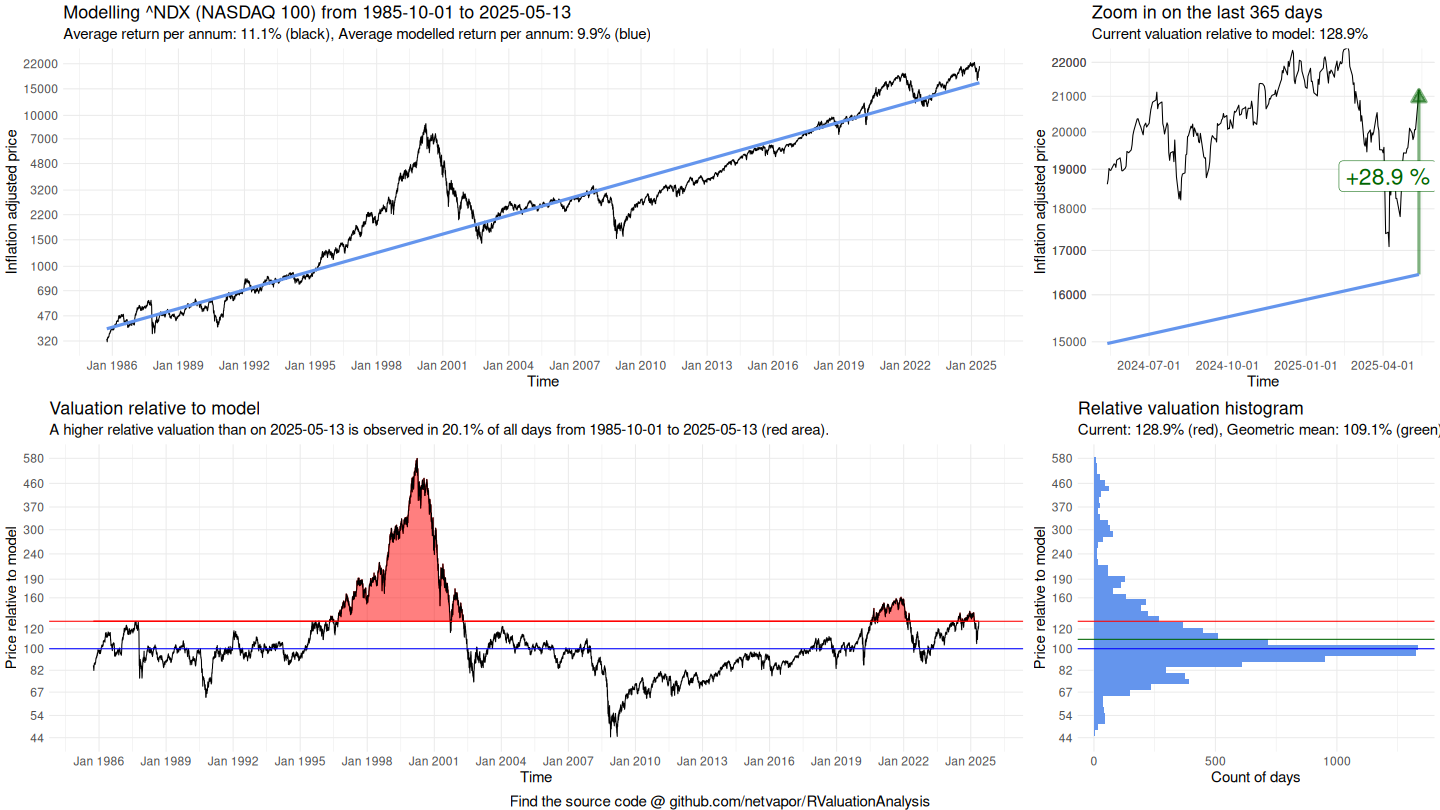 Modelling ^NDX (NASDAQ 100) from 1985-10-01 to 2025-05-13
Average return per annum: 11.1% (black), Average modelled return per annum: 9.9% (blue)
Inflation adjusted price
22000
15000
10000
7000
4800
3200
2200
1500
1000
690
470
320
Jan 1986 Jan 1989 Jan 1992 Jan 1995 Jan 1998 Jan 2001 Jan 2004 Jan 2007 Jan 2010 Jan 2013 Jan 2016 Jan 2019 Jan 2022 Jan 2025
Time
Zoom in on the last 365 days
Current valuation relative to model: 128.9%
Inflation adjusted price
22000
21000
20000
19000
18000
17000
16000
15000
+28.9 %
2024-07-01 2024-10-01 2025-01-01 2025-04-01
Time
Valuation relative to model
A higher relative valuation than on 2025-05-13 is observed in 20.1% of all days from 1985-10-01 to 2025-05-13 (red area).
Price relative to model
580
460
370
300
240
190
160
120
100
82
67
54
44
Jan 1986 Jan 1989 Jan 1992 Jan 1995 Jan 1998 Jan 2001 Jan 2004 Jan 2007 Jan 2010 Jan 2013 Jan 2016 Jan 2019 Jan 2022 Jan 2025
Time
Relative valuation histogram
Current: 128.9% (red), Geometric mean: 109.1% (green)
Price relative to model
580
460
370
300
240
190
160
120
100
82
67
54
44
0 500 1000
Count of days
Find the source code @ github.com/netvapor/RValuationAnalysis